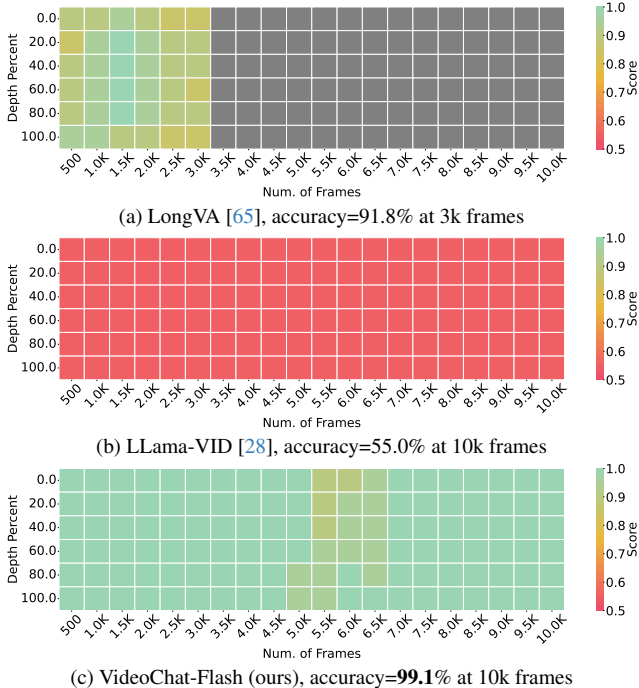 0.0
20.0
40.0
60.0
80.0
100.0
Depth Percent
500 1.0K 1.5K 2.0K 2.5K 3.0K 3.5K 4.0K 4.5K 5.0K 5.5K 6.0K 6.5K 7.0K 7.5K 8.0K 8.5K 9.0K 9.5K 10.0K
Num. of Frames
1.0
0.9
0.8
0.7
0.6
0.5
Score
(a) LongVA [65], accuracy=91.8% at 3k frames
0.0
20.0
40.0
60.0
80.0
100.0
Depth Percent
500 1.0K 1.5K 2.0K 2.5K 3.0K 3.5K 4.0K 4.5K 5.0K 5.5K 6.0K 6.5K 7.0K 7.5K 8.0K 8.5K 9.0K 9.5K 10.0K
Num. of Frames
1.0
0.9
0.8
0.7
0.6
0.5
Score
(b) LLama-VID [28], accuracy=55.0% at 10k frames
0.0
20.0
40.0
60.0
80.0
100.0
Depth Percent
500 1.0K 1.5K 2.0K 2.5K 3.0K 3.5K 4.0K 4.5K 5.0K 5.5K 6.0K 6.5K 7.0K 7.5K 8.0K 8.5K 9.0K 9.5K 10.0K
Num. of Frames
1.0
0.9
0.8
0.7
0.6
0.5
Score
(c) VideoChat-Flash (ours), accuracy=99.1% at 10k frames